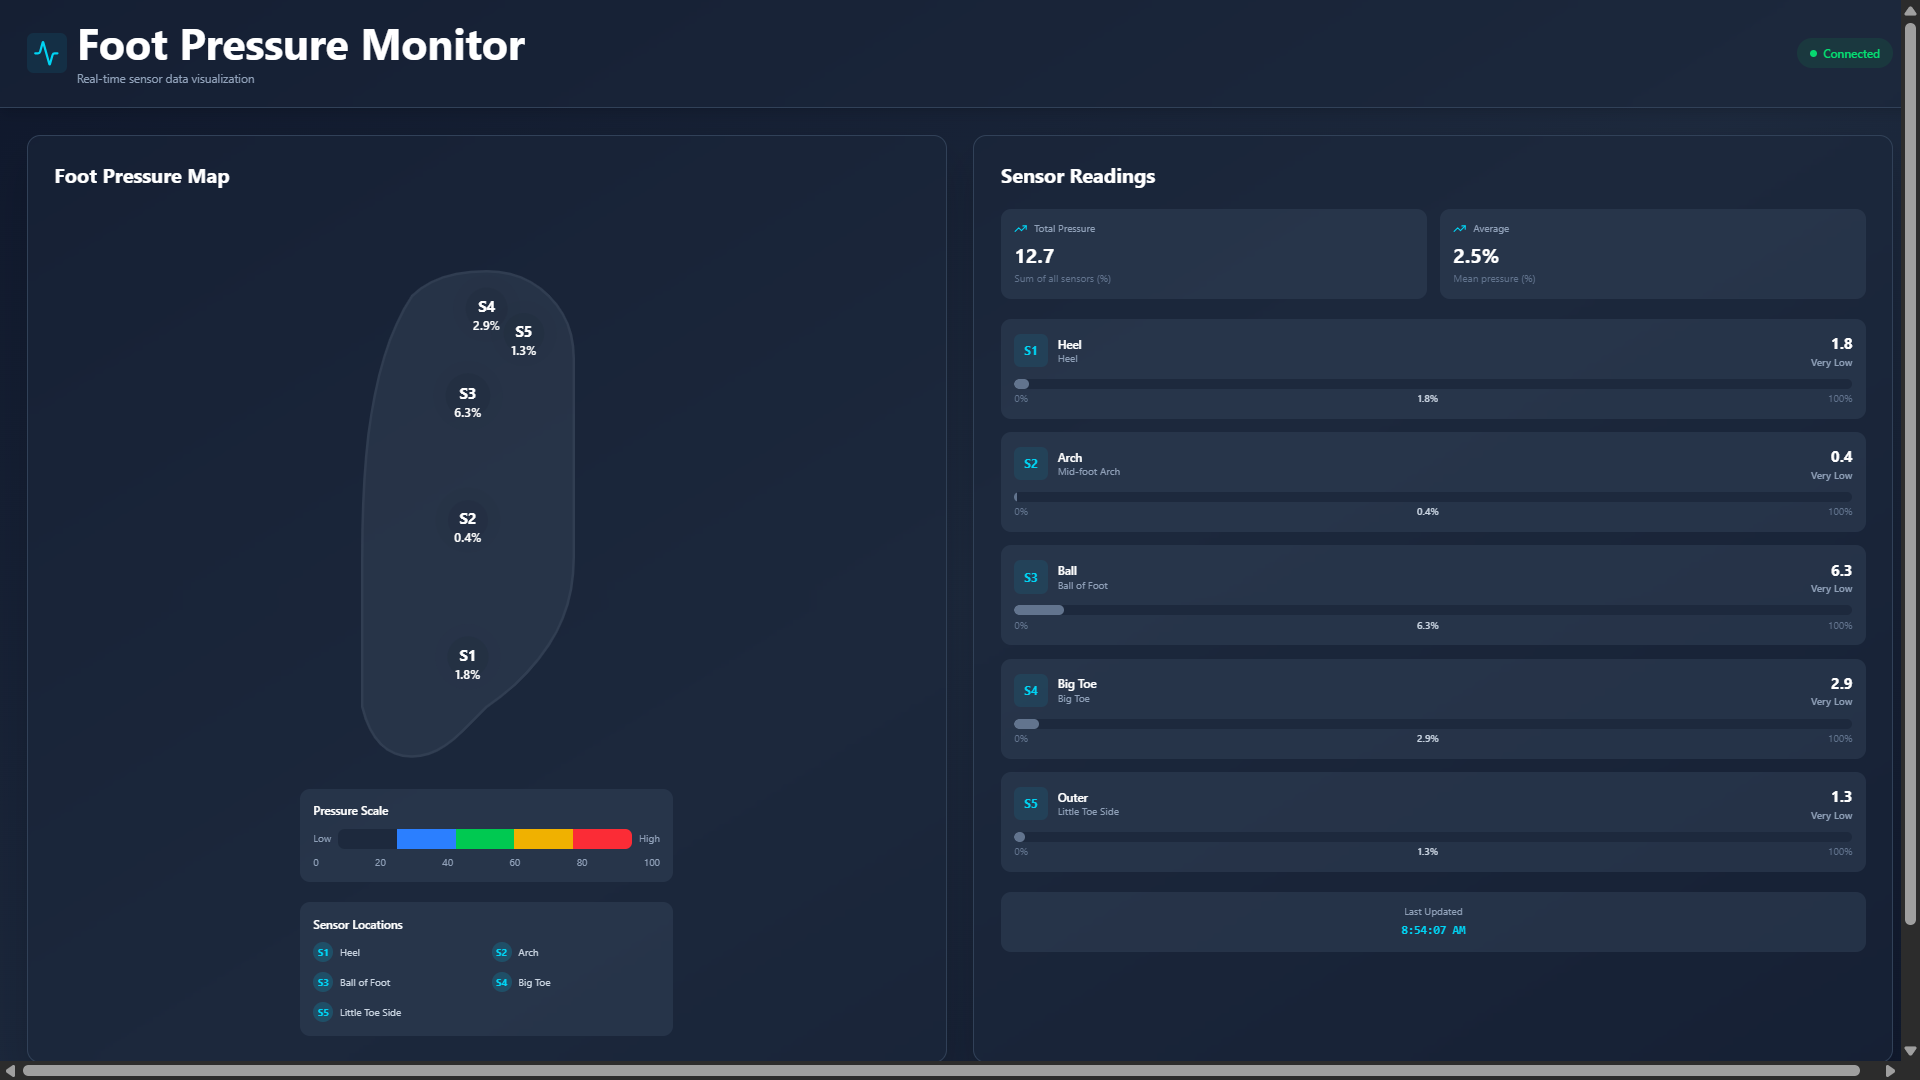 Foot Pressure Monitor
Real-time sensor data visualization
Connected
Foot Pressure Map
S4
2.9%
S5
1.3%
S3
6.3%
S2
0.4%
S1
1.8%
Pressure Scale
Low
High
0 20 40 60 80 100
Sensor Locations
S1 Heel
S2 Arch
S3 Ball of Foot
S4 Big Toe
S5 Little Toe Side
Sensor Readings
Total Pressure
12.7
Sum of all sensors (%)
Average
2.5%
Mean pressure (%)
S1
Heel
Heel
1.8
Very Low
0% 1.8% 100%
S2
Arch
Mid-foot Arch
0.4
Very Low
0% 0.4% 100%
S3
Ball
Ball of Foot
6.3
Very Low
0% 6.3% 100%
S4
Big Toe
Big Toe
2.9
Very Low
0% 2.9% 100%
S5
Outer
Little Toe Side
1.3
Very Low
0% 1.3% 100%
Last Updated
8:54:07 AM